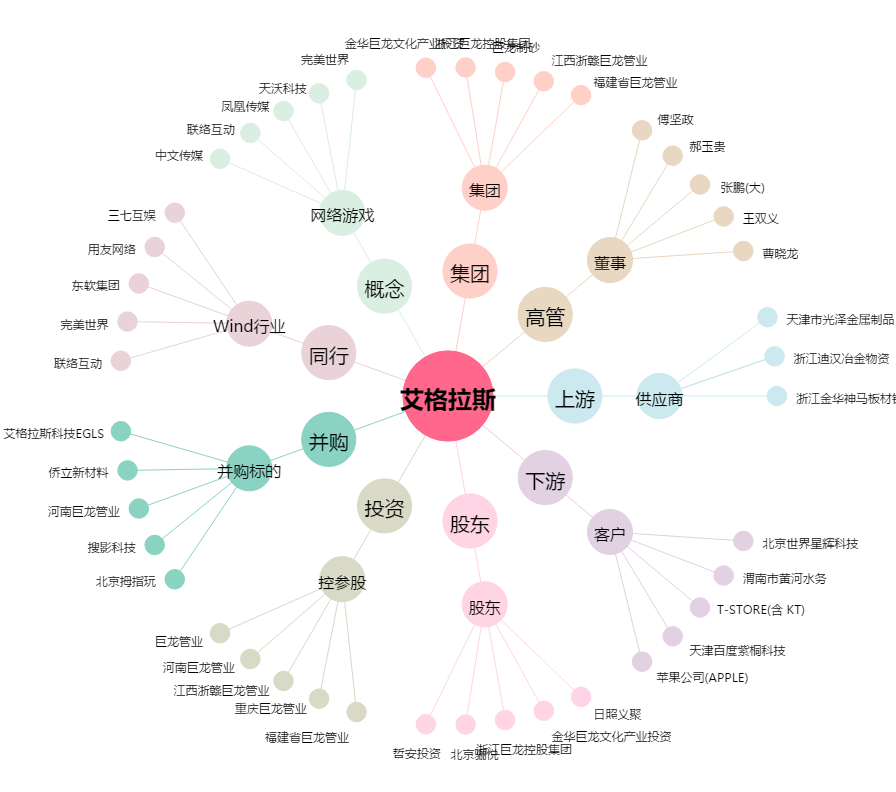 金华巨龙文化产业投资
浙江巨龙控股集团
巨龙制砂
江西浙赣巨龙管业
福建省巨龙管业
完美世界
天沃科技
凤凰传媒
联络互动
中文传媒
网络游戏
概念
集团
集团
傅坚政
郝玉贵
张鹏(大)
王双义
曹晓龙
董事
高管
三七互娱
用友网络
东软集团
完美世界
联络互动
Wind行业
同行
艾格拉斯
上游
供应商
天津市光泽金属制品
浙江迪汉冶金物资
浙江金华神马板材
艾格拉斯科技EGLS
侨立新材料
河南巨龙管业
搜影科技
北京拇指玩
并购标的
并购
投资
控参股
巨龙管业
河南巨龙管业
江西浙赣巨龙管业
重庆巨龙管业
福建省巨龙管业
股东
股东
哲安投资
北京骊悦
浙江巨龙控股集团
金华巨龙文化产业投资
日照义聚
下游
客户
北京世界星辉科技
渭南市黄河水务
T-STORE(含 KT)
天津百度紫桐科技
苹果公司(APPLE)